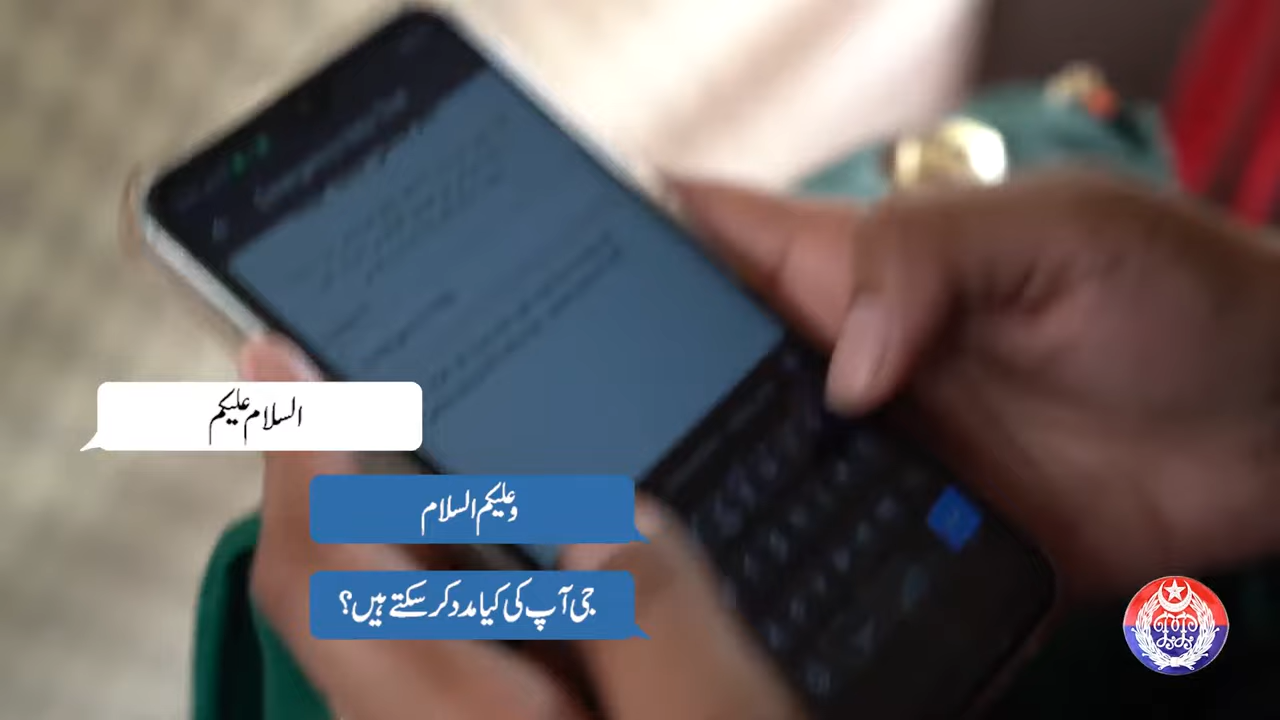 السلام علیکم
وعلیکم السلام
جی آپ کی کیا مدد کر سکتے ہیں؟